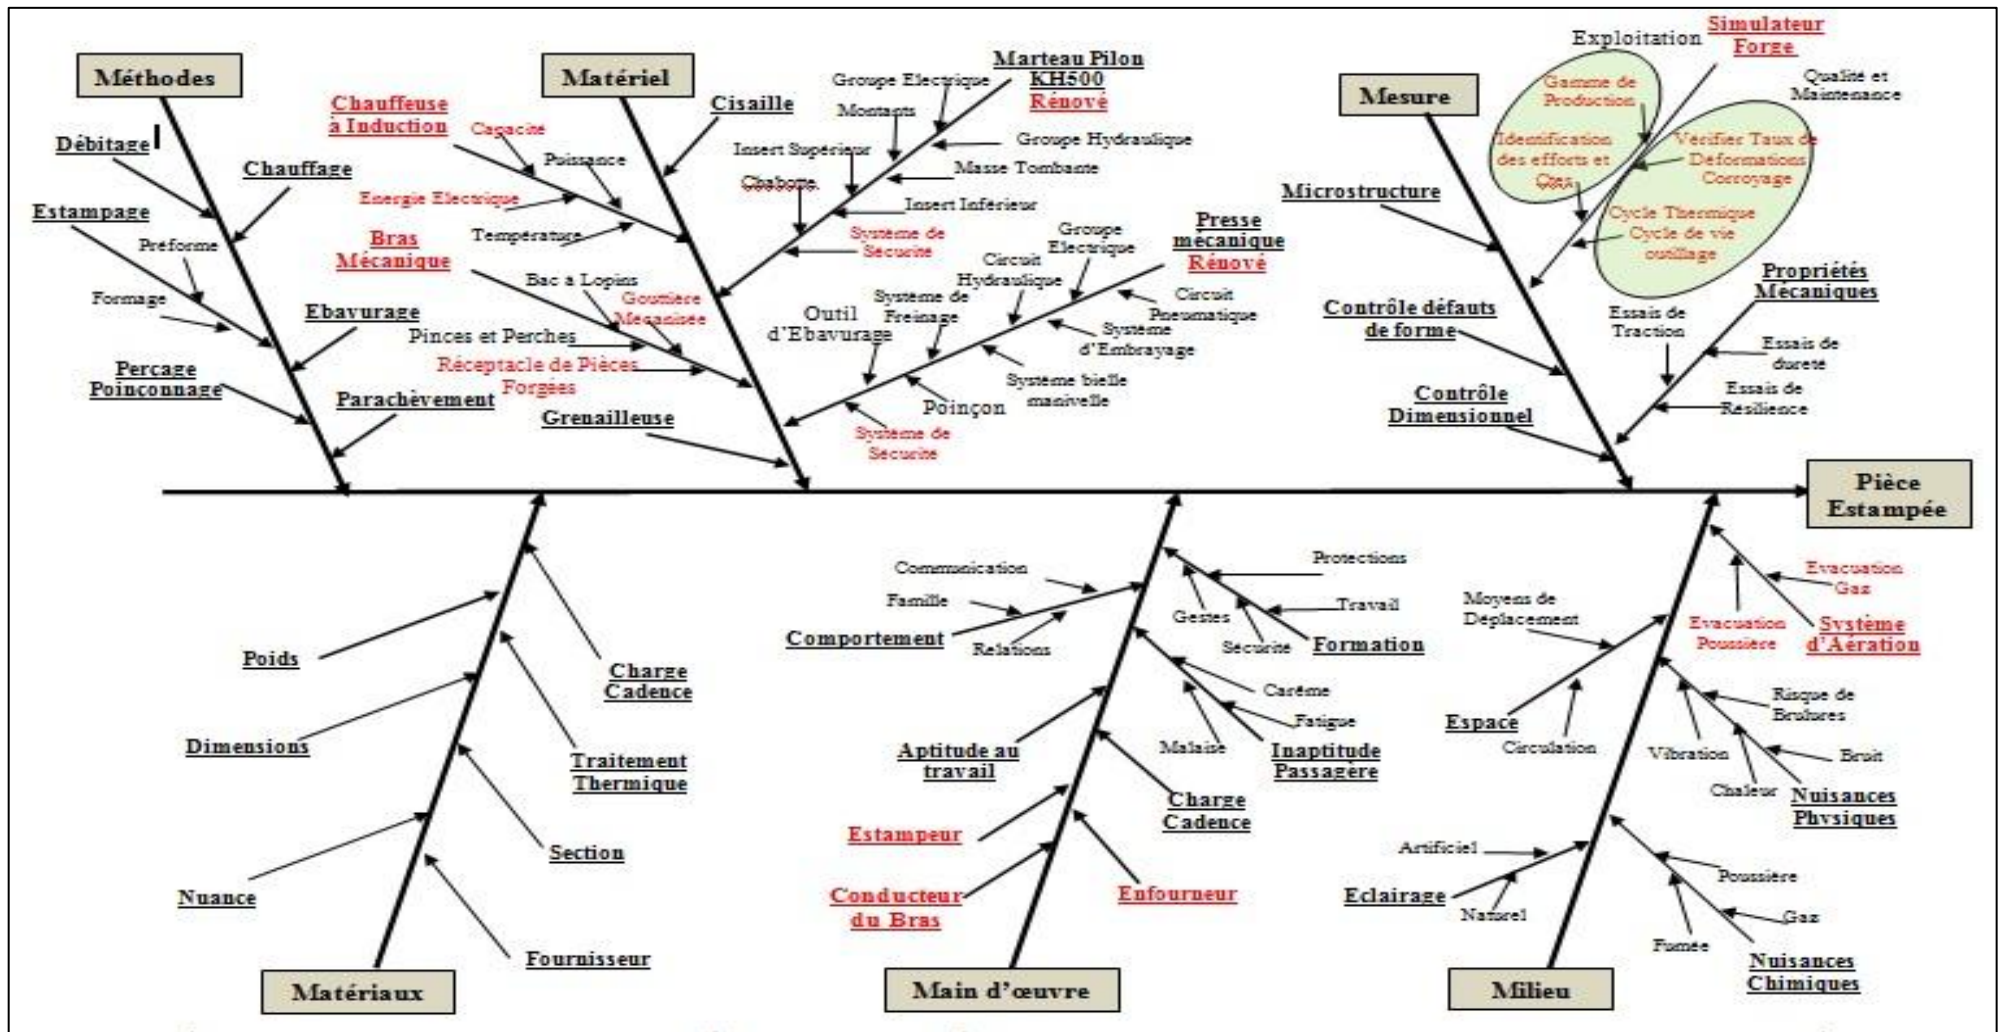 Méthodes
Débitage
Chauffage
Estampage
Préforme
Formage
Ebavurage
Perçage
Poinçonnage
Parachèvement
Matériel
Chauffeuse
à Induction
Capacité
Puissance
Energie Electrique
Température
Cisaille
Bras
Mécanique
Bac à Lopins
Gouttière
Mécanisée
Pinces et Perches
Réceptacle de Pièces
Forgées
Grenailleuse
Marteau Pilon
KH500
Rénové
Groupe Electrique
Montants
Groupe Hydraulique
Insert Supérieur
Masse Tombante
Chabotte
Insert Inférieur
Système de
Sécurité
Presse
mécanique
Rénové
Groupe
Electrique
Circuit
Hydraulique
Système de
Freinage
Outil
d'Ebavurage
Circuit
Pneumatique
Système
d'Embrayage
Système bielle
manivelle
Poinçon
Système de
Sécurité
Mesure
Exploitation
Simulateur
Forge
Gamme de
Production
Qualité et
Maintenance
Identification
des efforts et
Ctes
Vérifier Taux de
Déformations
Corroyage
Cycle Thermique
Cycle de vie
outillage
Microstructure
Propriétés
Mécaniques
Contrôle défauts
de forme
Essais de
Traction
Essais de
dureté
Essais de
Résilience
Contrôle
Dimensionnel
Pièce
Estampée
Poids
Charge
Cadence
Dimensions
Traitement
Thermique
Section
Nuance
Fournisseur
Matériaux
Communication
Famille
Comportement
Relations
Protections
Gestes
Travail
Sécurité
Formation
Carême
Fatigue
Malaise
Inaptitude
Passagère
Aptitude au
travail
Charge
Cadence
Estampeur
Conducteur
du Bras
Enfourneur
Main d'œuvre
Evacuation
Gaz
Evacuation
Poussière
Système
d'Aération
Moyens de
Déplacement
Espace
Circulation
Risque de
Brulures
Vibration
Bruit
Chaleur
Nuisances
Physiques
Artificiel
Eclairage
Naturel
Poussière
Gaz
Fumée
Nuisances
Chimiques
Milieu